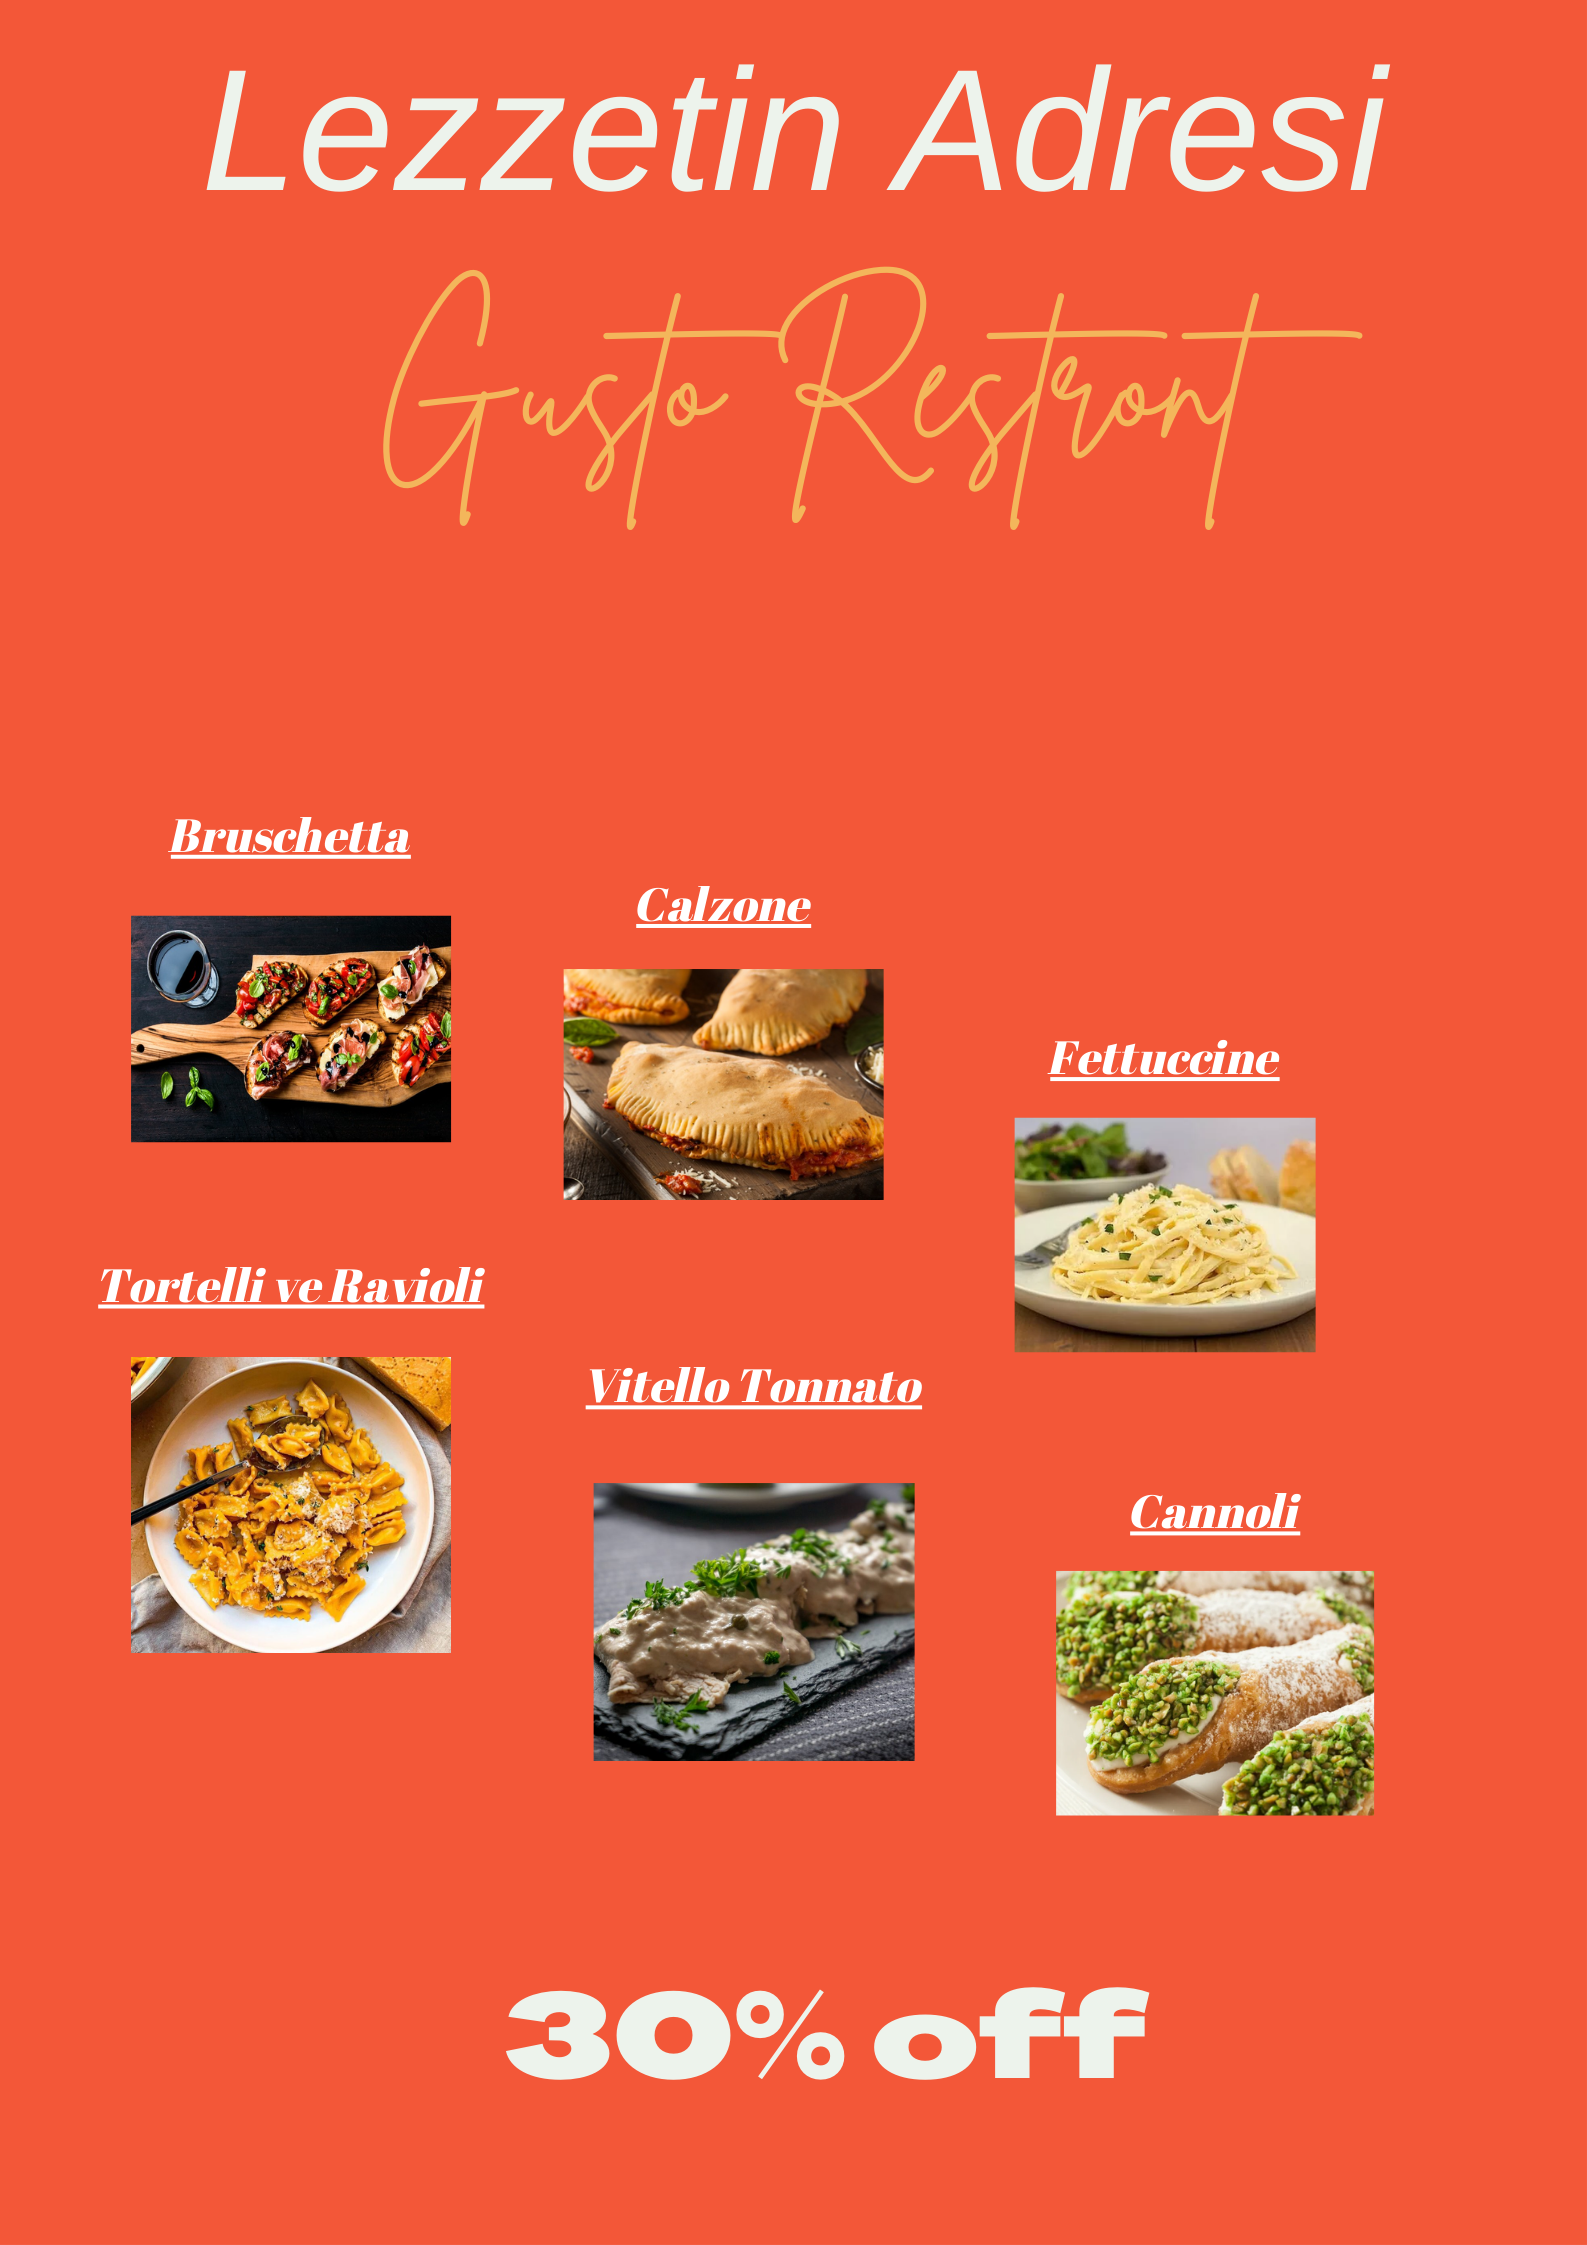 Lezzetin Adresi
Gusto Restront
Bruschetta
Calzone
Fettuccine
Tortelli ve Ravioli
Vitello Tonnato
Cannoli
30% off